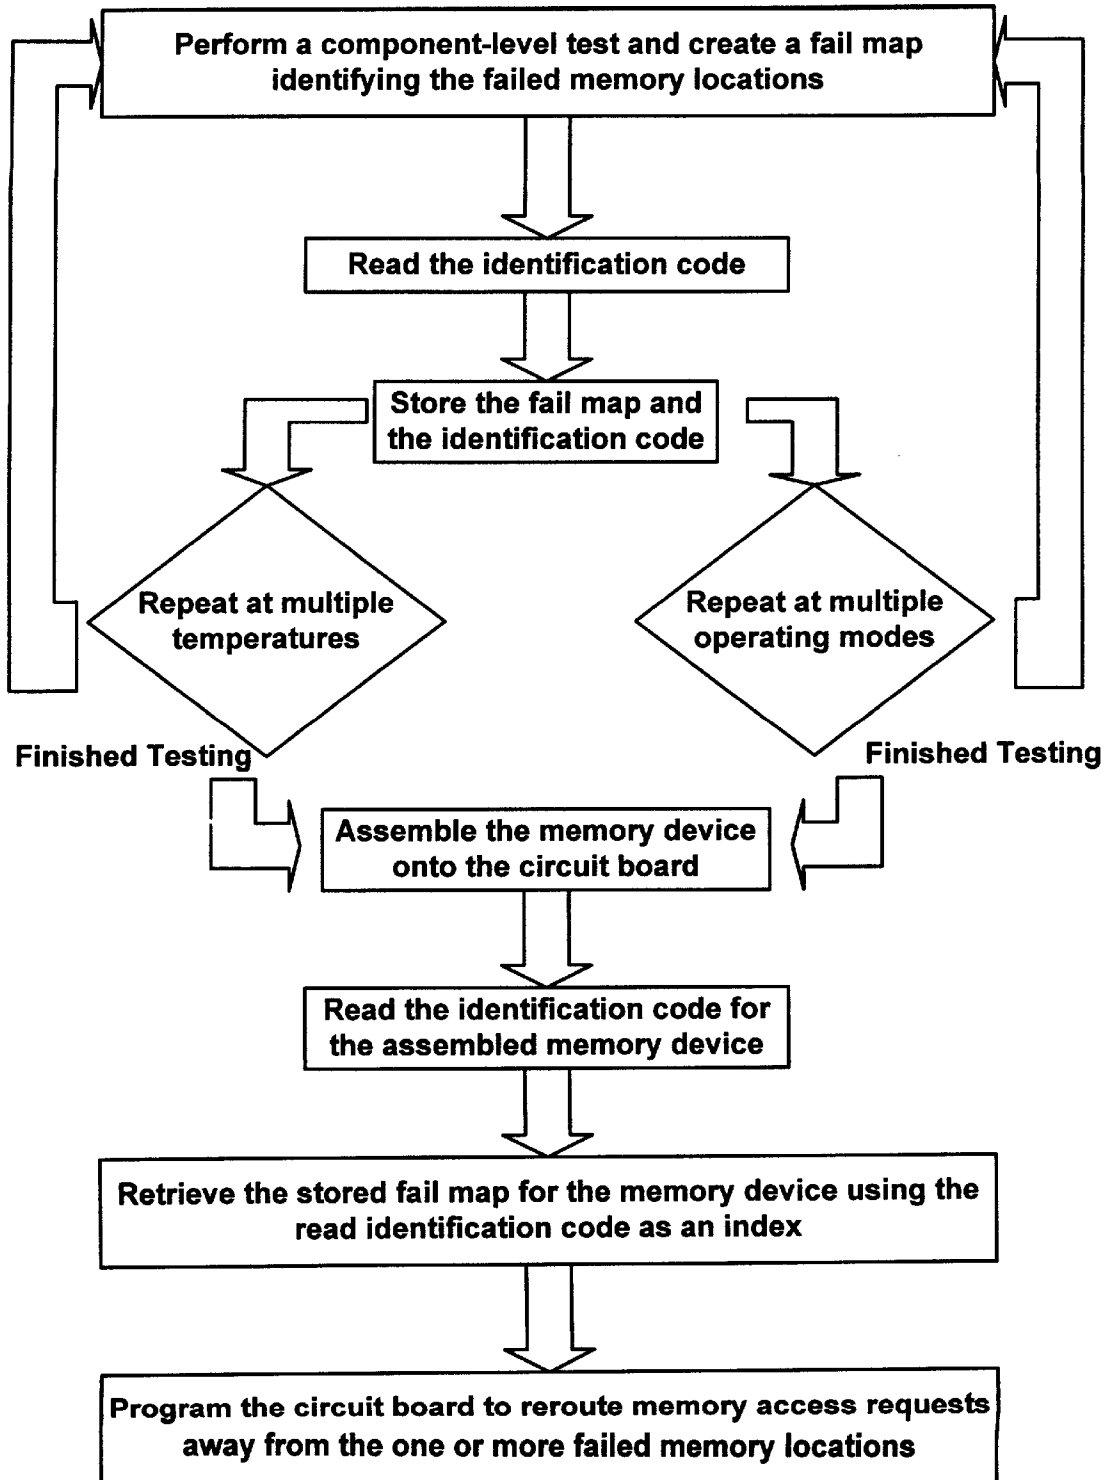 Perform a component-level test and create a fail map
identifying the failed memory locations
Read the identification code
Store the fail map and
the identification code
Repeat at multiple
temperatures
Repeat at multiple
operating modes
Finished Testing
Finished Testing
Assemble the memory device
onto the circuit board
Read the identification code for
the assembled memory device
Retrieve the stored fail map for the memory device using the
read identification code as an index
Program the circuit board to reroute memory access requests
away from the one or more failed memory locations